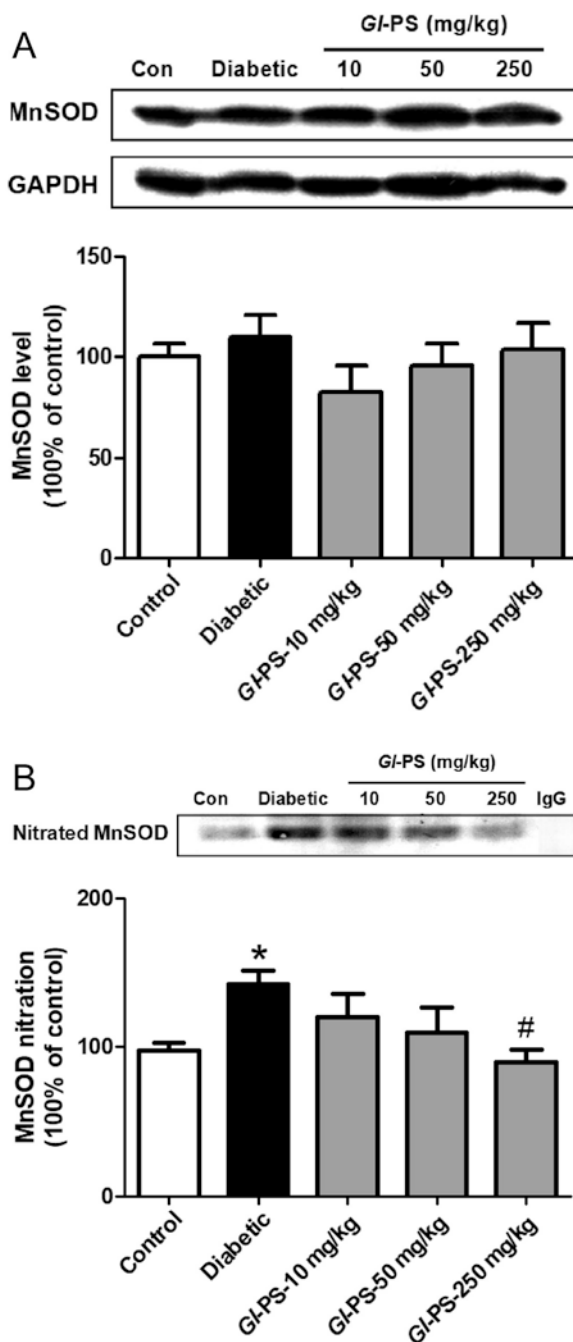 A
Gl-PS (mg/kg)
Con Diabetic 10 50 250
MnSOD
GAPDH
MnSOD level
(100% of control)
150
100
50
0
Control
Diabetic
Gl-PS-10 mg/kg
Gl-PS-50 mg/kg
Gl-PS-250 mg/kg
B
Gl-PS (mg/kg)
Con Diabetic 10 50 250 IgG
Nitrated MnSOD
MnSOD nitration
(100% of control)
200
100
0
*
#
Control
Diabetic
Gl-PS-10 mg/kg
Gl-PS-50 mg/kg
Gl-PS-250 mg/kg